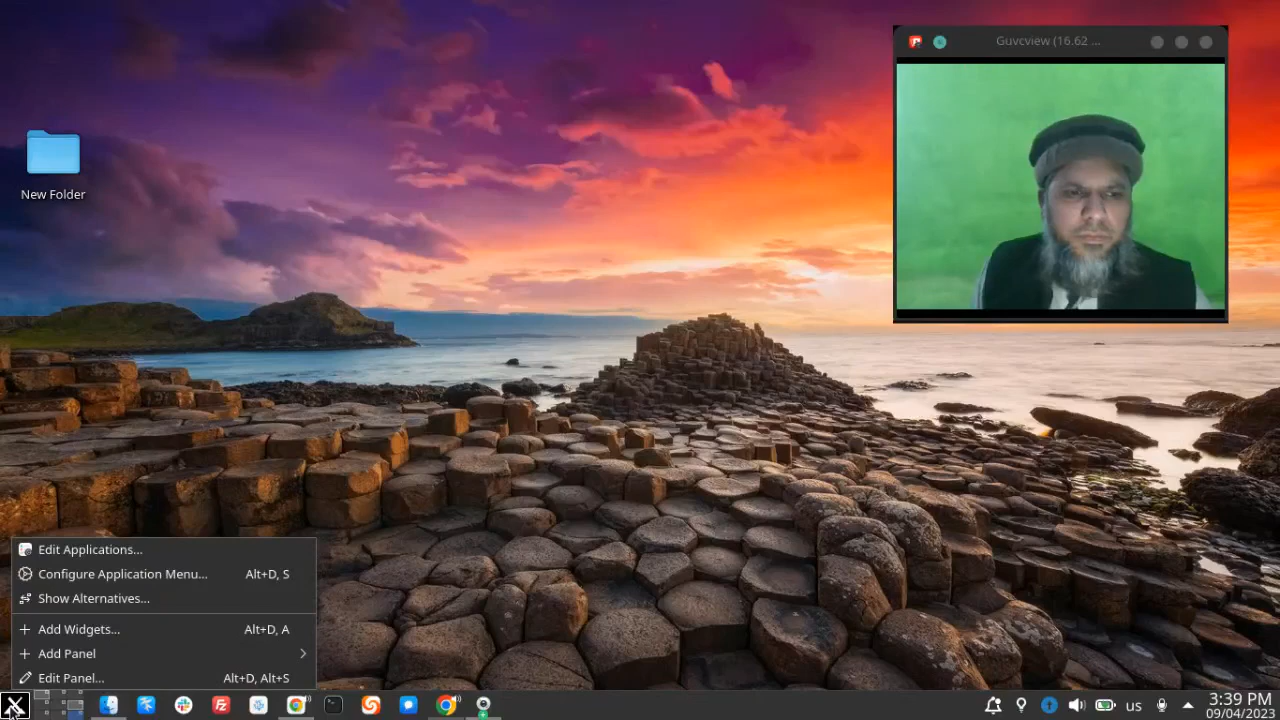 Guvcview (16.62 ...
New Folder
Edit Applications...
Configure Application Menu... Alt+D, S
Show Alternatives...
Add Widgets... Alt+D, A
Add Panel
Edit Panel... Alt+D, Alt+S
us
3:39 PM
09/04/2023